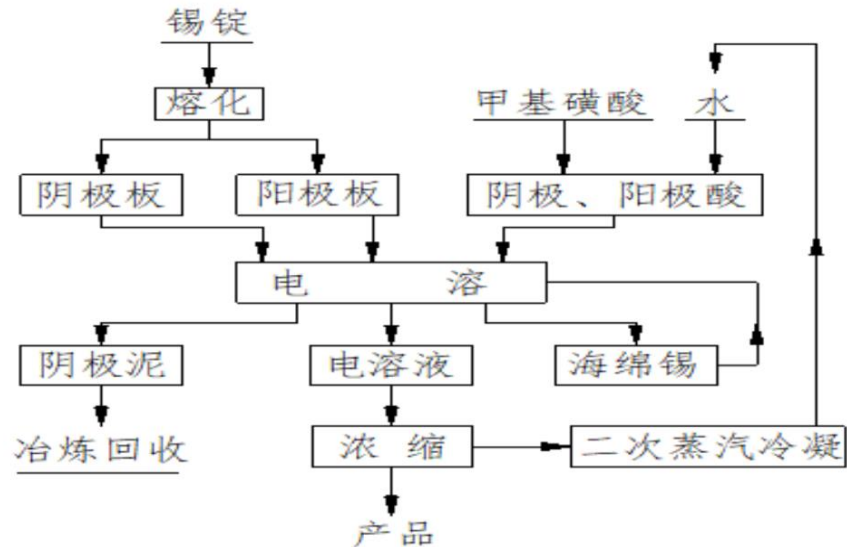 锡锭
熔化
甲基磺酸 水
阴极板 阳极板 阴极、阳极酸
电 溶
阴极泥 电溶液 海绵锡
冶炼回收 浓 缩 二次蒸汽冷凝
产品